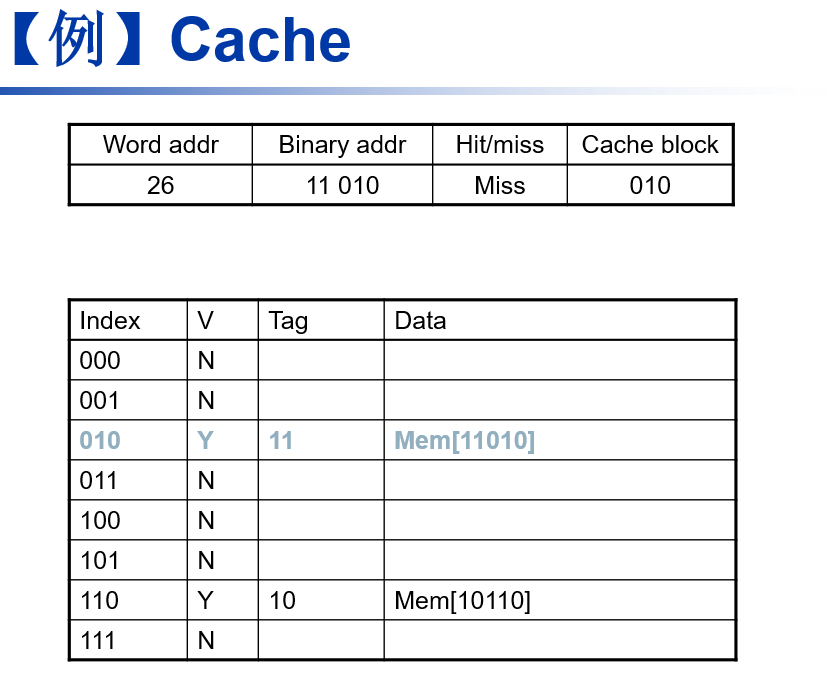 【例】Cache
Word addr Binary addr Hit/miss Cache block
26 11 010 Miss 010
Index V Tag Data
000 N
001 N
010 Y 11 Mem[11010]
011 N
100 N
101 N
110 Y 10 Mem[10110]
111 N